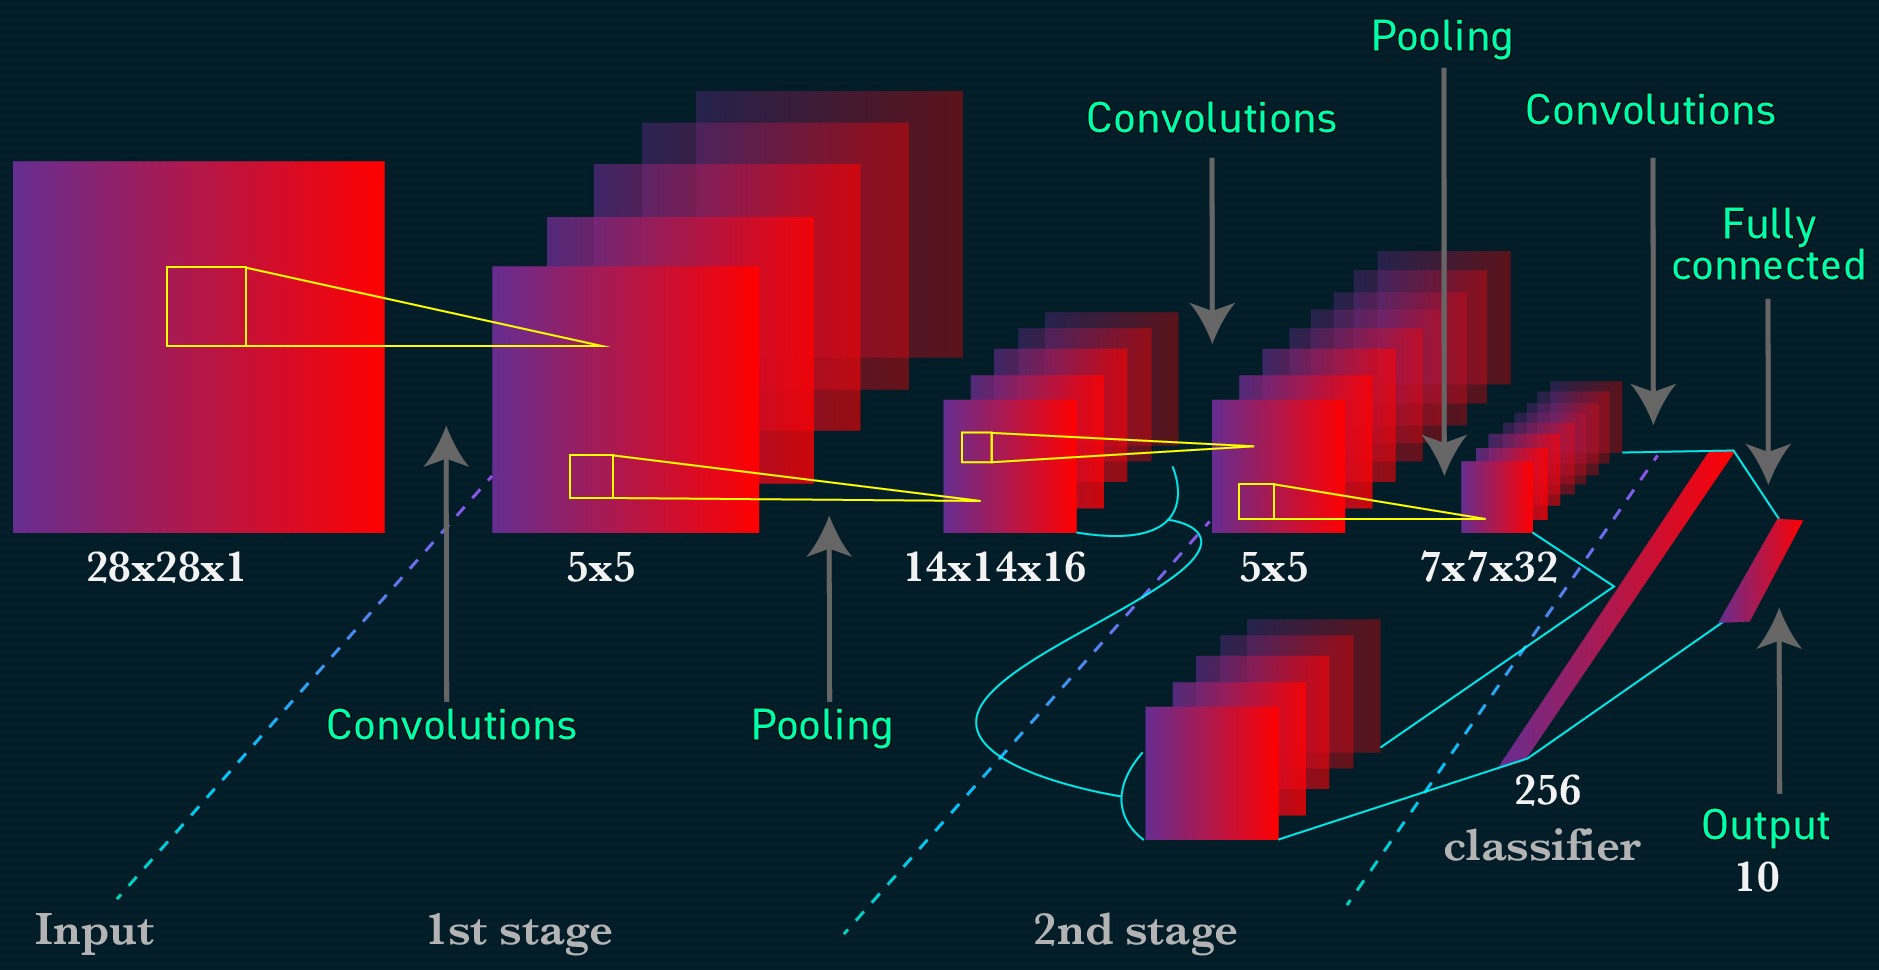 Pooling
Convolutions
Convolutions
Fully
connected
28x28x1
5x5
14x14x16
5x5
7x7x32
Convolutions
Pooling
256
classifier
Output
10
Input
1st stage
2nd stage